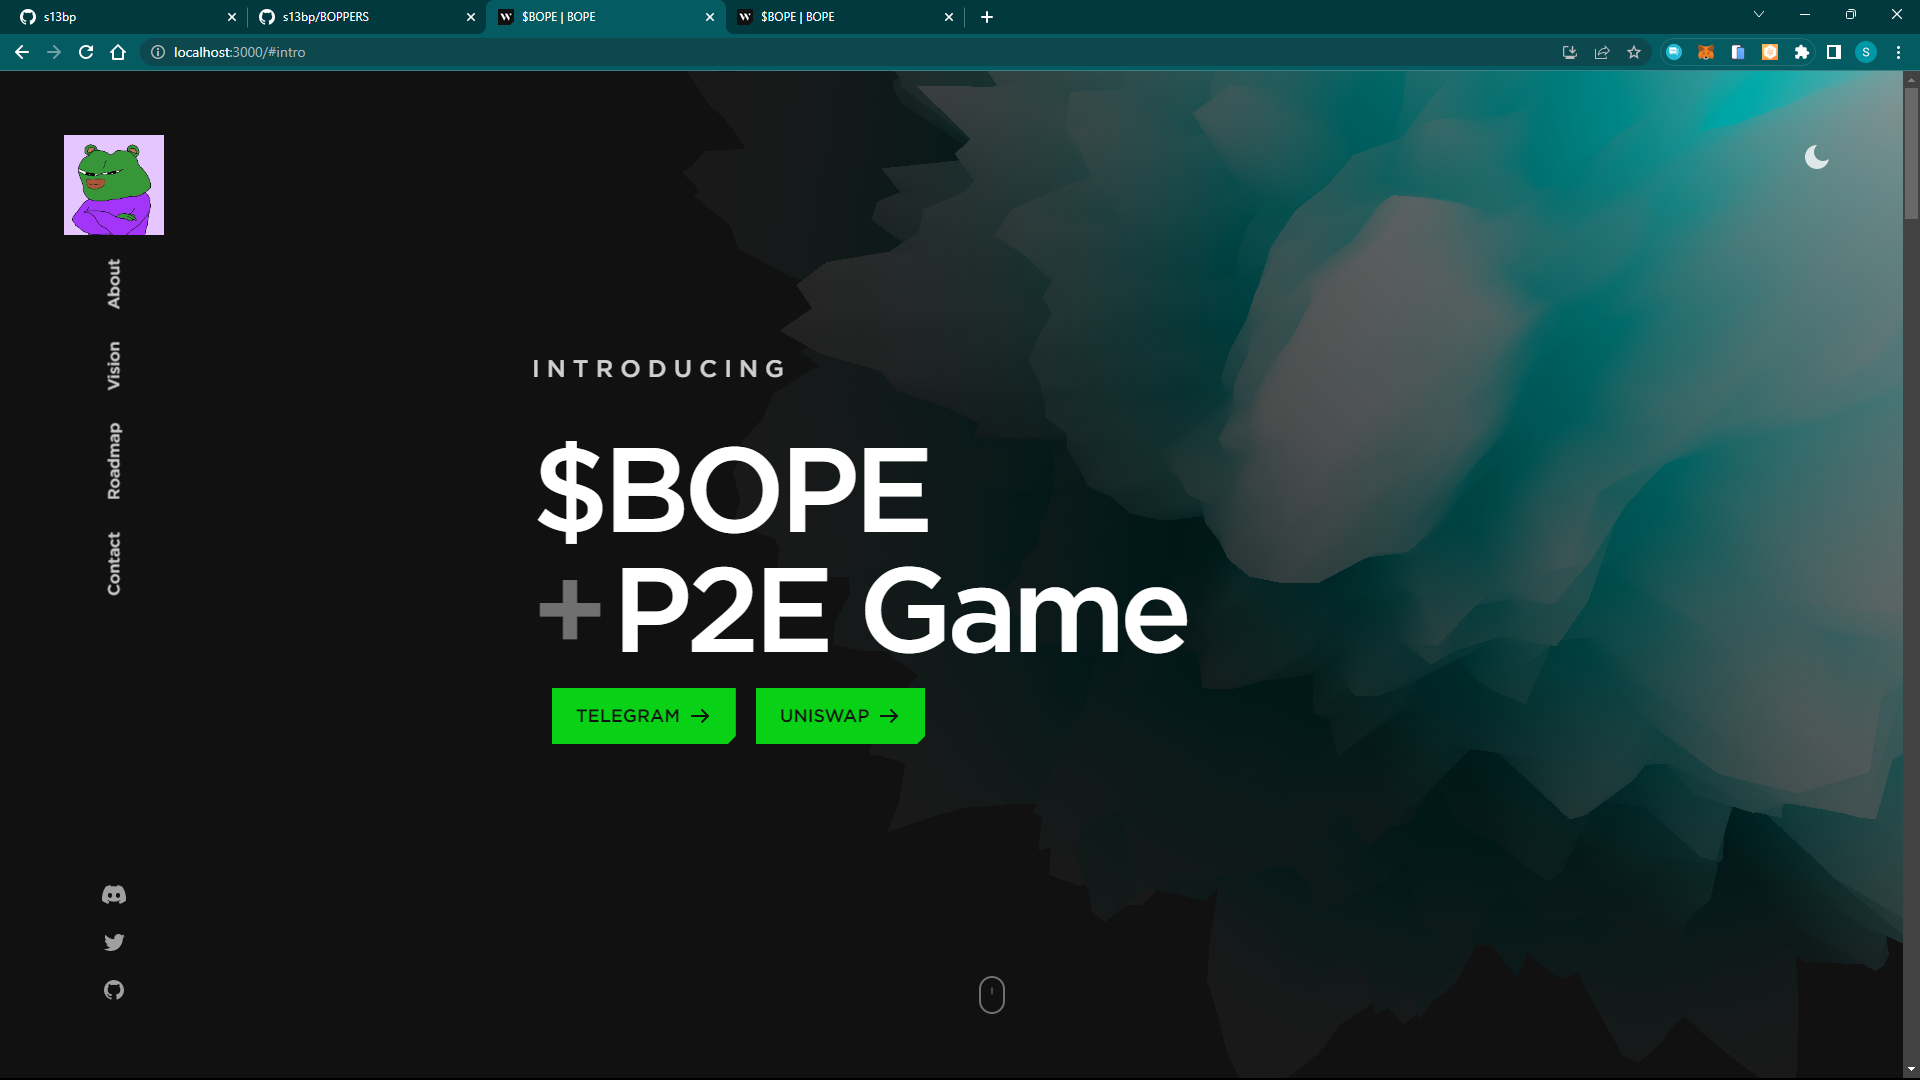 s13bp
s13bp/BOPPERS
$BOPE | BOPE
$BOPE | BOPE
localhost:3000/#intro
S
About
Vision
Roadmap
Contact
INTRODUCING
$BOPE
+P2E Game
TELEGRAM →
UNISWAP →